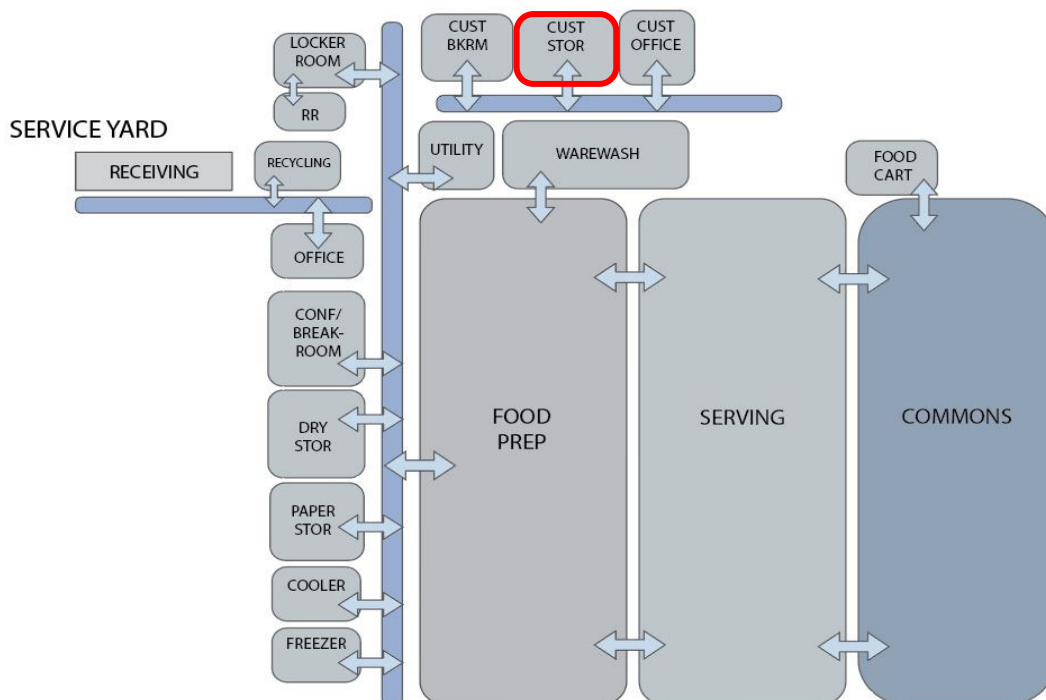 LOCKER
ROOM
CUST
BKRM
CUST
STOR
CUST
OFFICE
RR
SERVICE YARD
RECEIVING
RECYCLING
UTILITY
WAREWASH
FOOD
CART
OFFICE
CONF/
BREAK-
ROOM
DRY
STOR
FOOD
PREP
SERVING
COMMONS
PAPER
STOR
COOLER
FREEZER